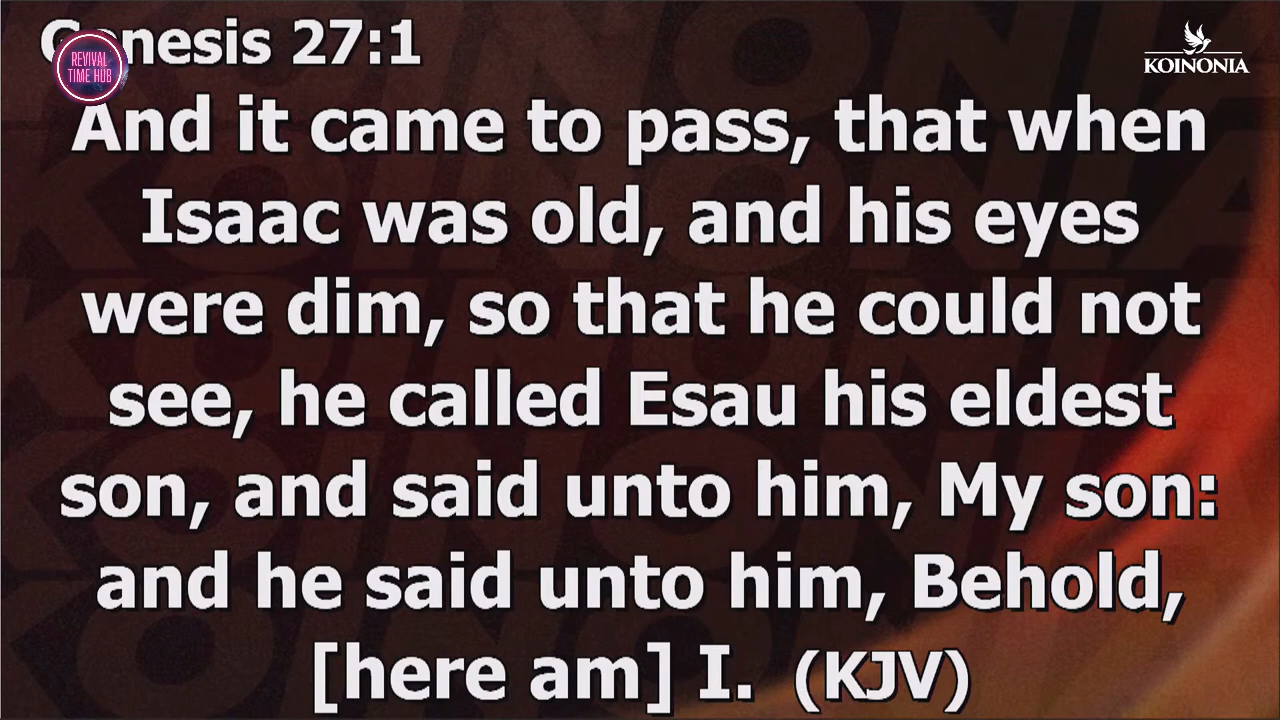 Genesis 27:1
REVIVAL
TIME HUB
KOINONIA
And it came to pass, that when
Isaac was old, and his eyes
were dim, so that he could not
see, he called Esau his eldest
son, and said unto him, My son:
and he said unto him, Behold,
[here am] I. (KJV)